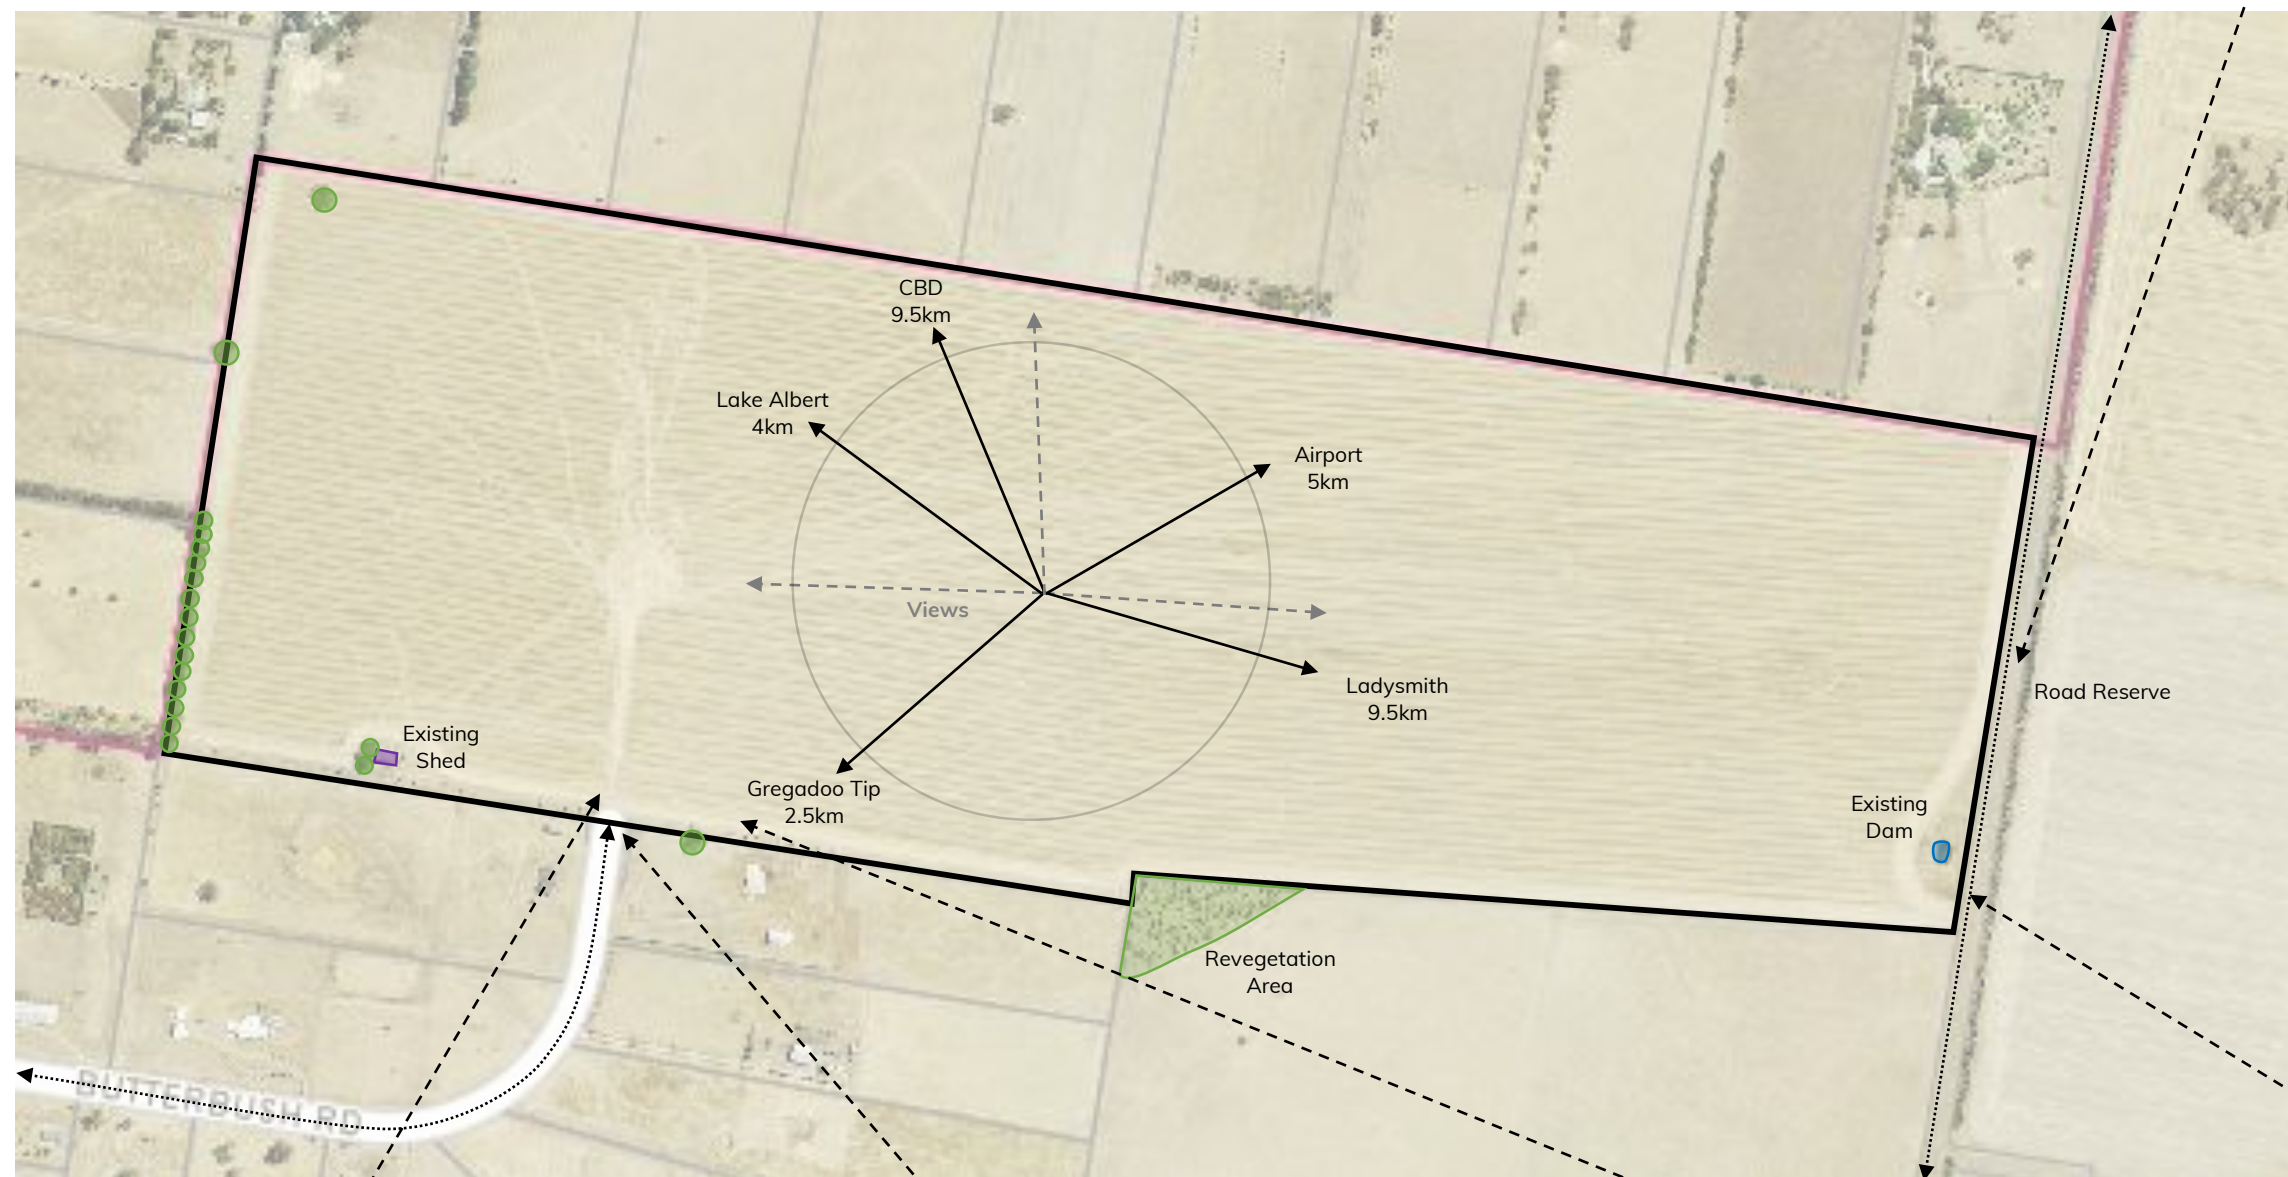 CBD
9.5km
Lake Albert
4km
Airport
5km
Views
Ladysmith
9.5km
Road Reserve
Existing
Shed
Gregadoo Tip
2.5km
Existing
Dam
Revegetation
Area
BUTTERBUSH RD